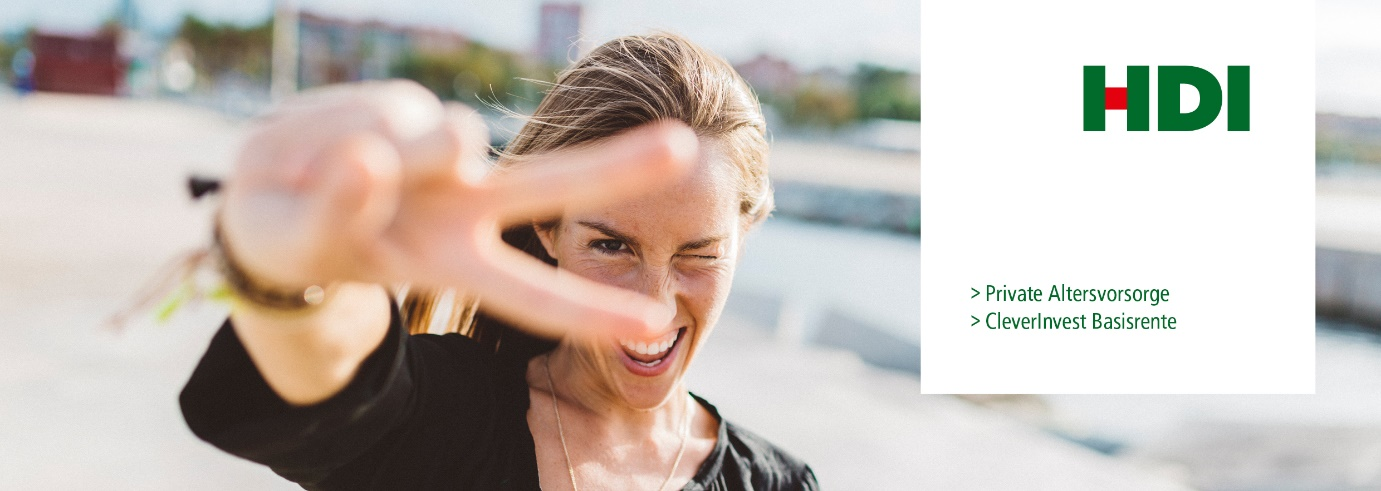 HDI
> Private Altersvorsorge
> CleverInvest Basisrente